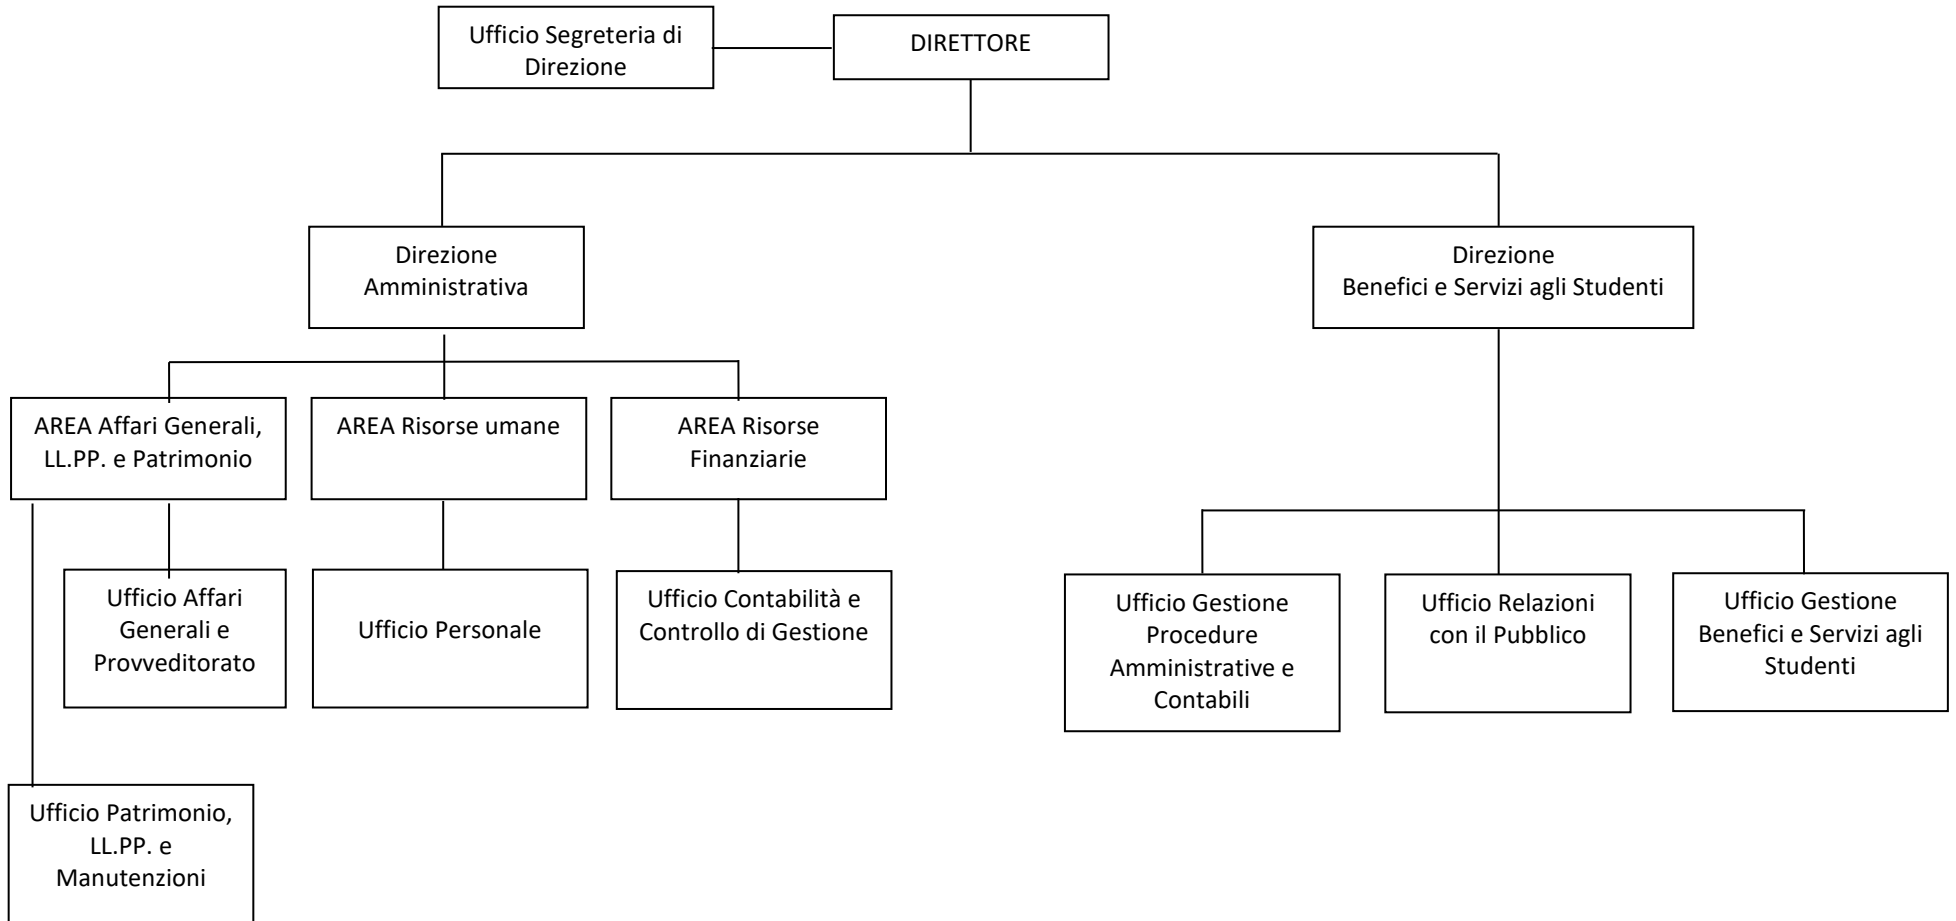 Ufficio Segreteria di
Direzione
DIRETTORE
Direzione
Amministrativa
Direzione
Benefici e Servizi agli Studenti
AREA Affari Generali,
LL.PP. e Patrimonio
AREA Risorse umane
AREA Risorse
Finanziarie
Ufficio Affari
Generali e
Provveditorato
Ufficio Personale
Ufficio Contabilità e
Controllo di Gestione
Ufficio Gestione
Procedure
Amministrative e
Contabili
Ufficio Relazioni
con il Pubblico
Ufficio Gestione
Benefici e Servizi agli
Studenti
Ufficio Patrimonio,
LL.PP. e
Manutenzioni